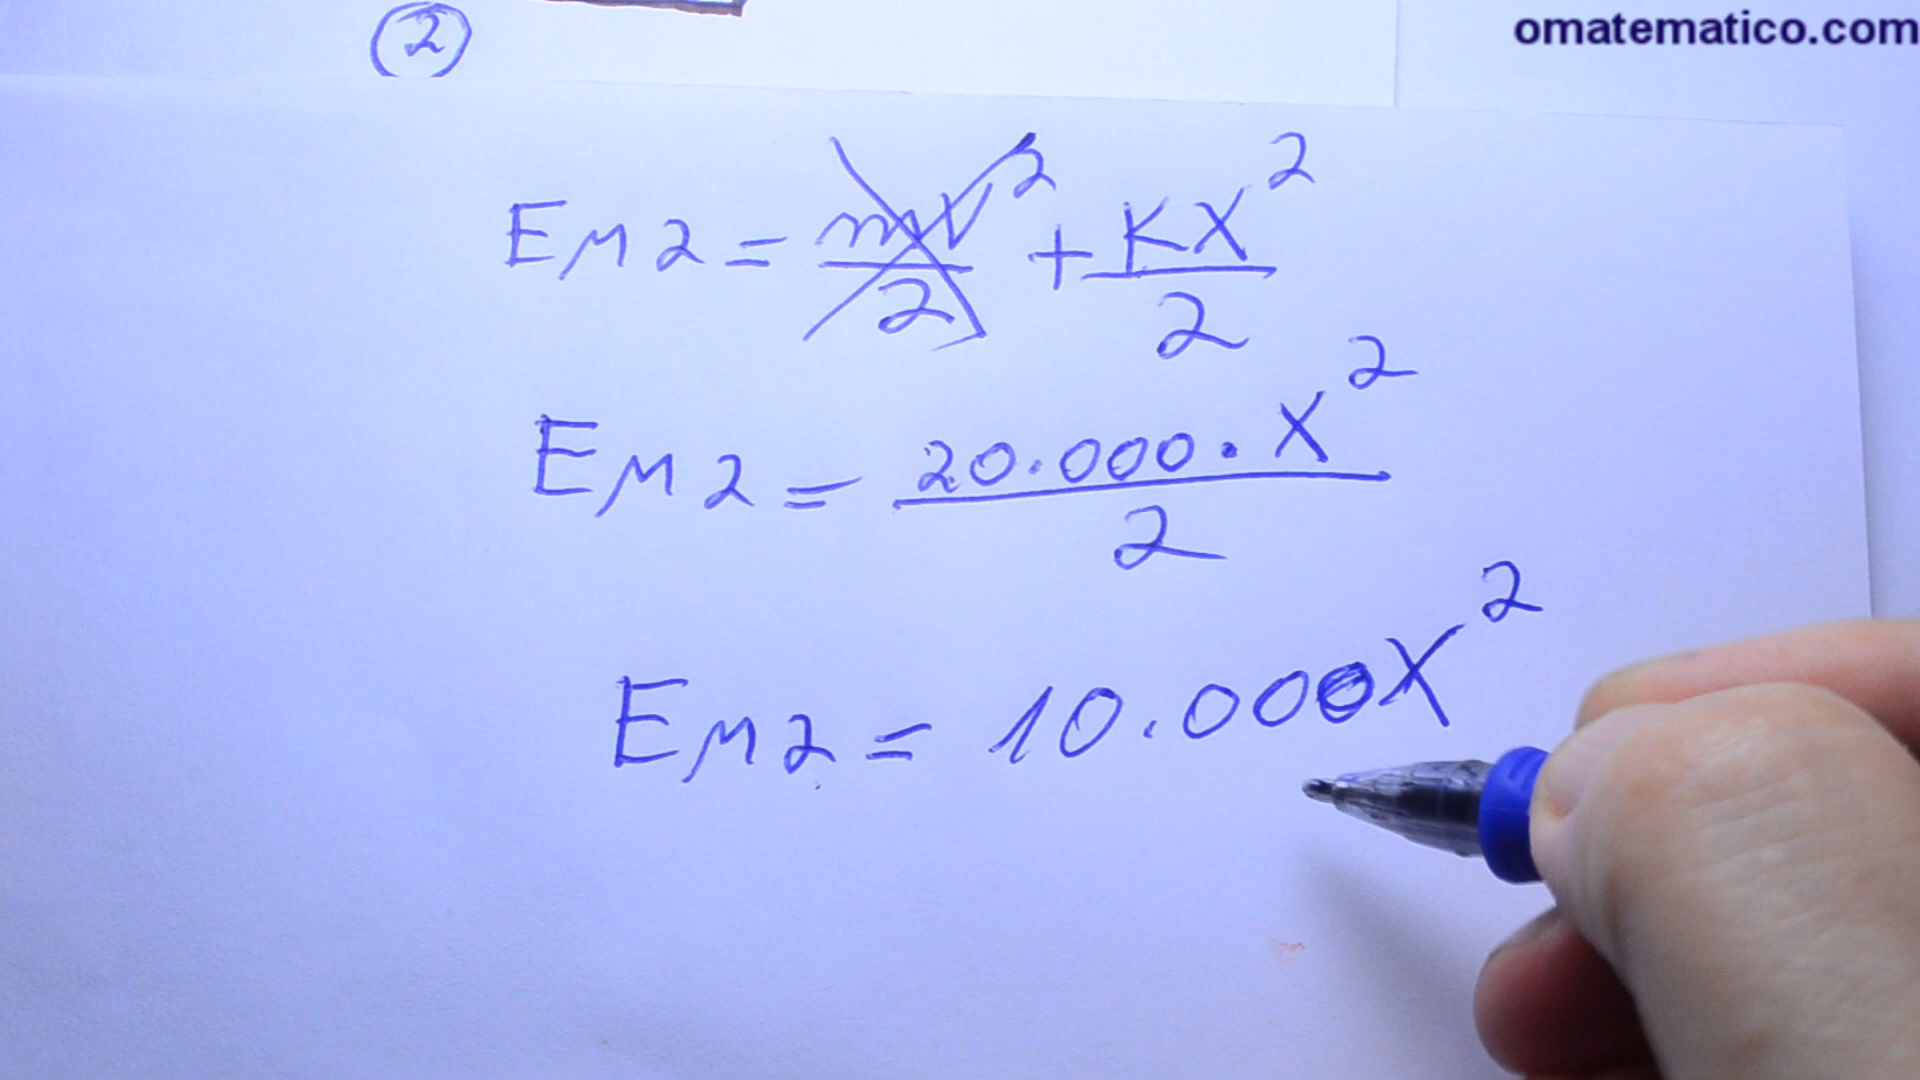 omatematico.com
2
EM2 = mv²/2 + KX²/2
EM2 = 20.000.X²/2
EM2 = 10.000X²